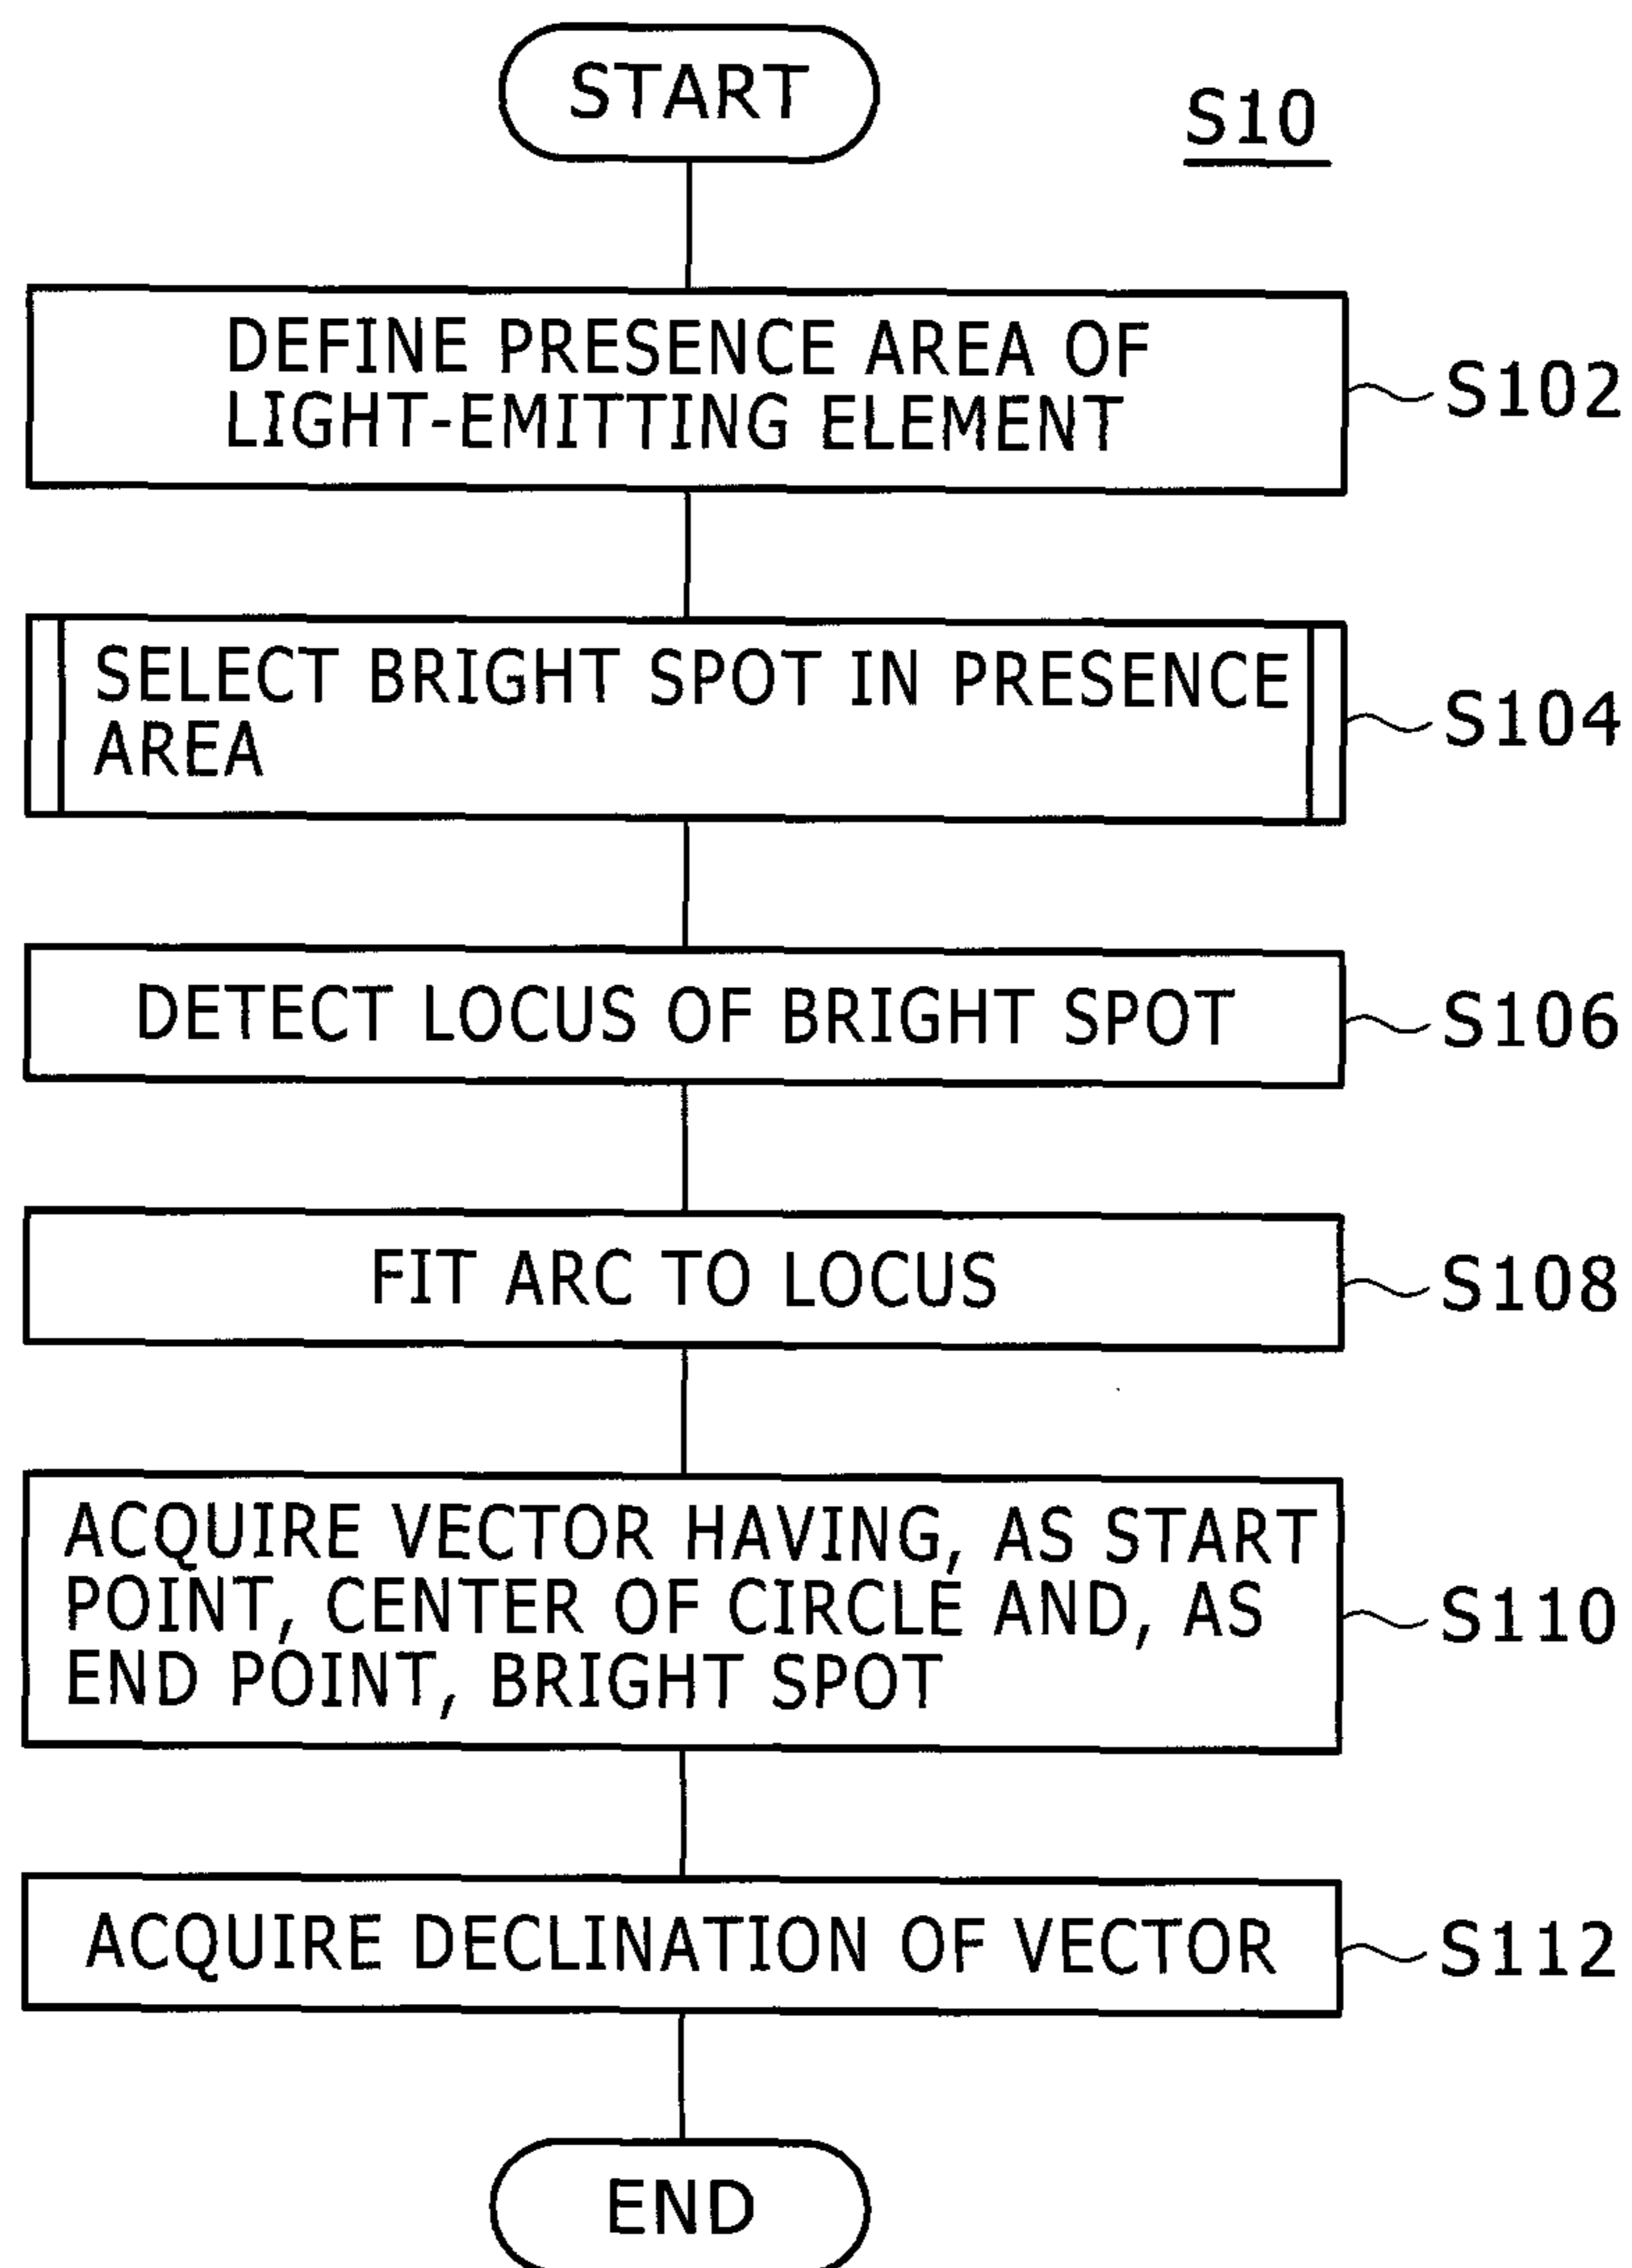 START
S10
DEFINE PRESENCE AREA OF
LIGHT-EMITTING ELEMENT
S102
SELECT BRIGHT SPOT IN PRESENCE
AREA
S104
DETECT LOCUS OF BRIGHT SPOT
S106
FIT ARC TO LOCUS
S108
ACQUIRE VECTOR HAVING, AS START
POINT, CENTER OF CIRCLE AND, AS
END POINT, BRIGHT SPOT
S110
ACQUIRE DECLINATION OF VECTOR
S112
END